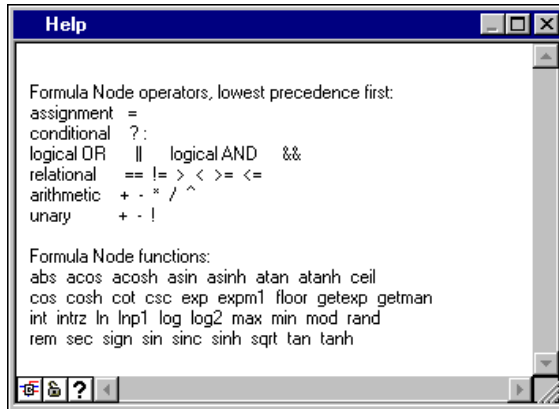 Help
Formula Node operators, lowest precedence first:
assignment =
conditional ? :
logical OR || logical AND &&
relational == != > < >= <=
arithmetic + - * / ^
unary + - !
Formula Node functions:
abs acos acosh asin asinh atan atanh ceil
cos cosh cot csc exp expm1 floor getexp getman
int intrz ln lnp1 log log2 max min mod rand
rem sec sign sin sinc sinh sqrt tan tanh
?